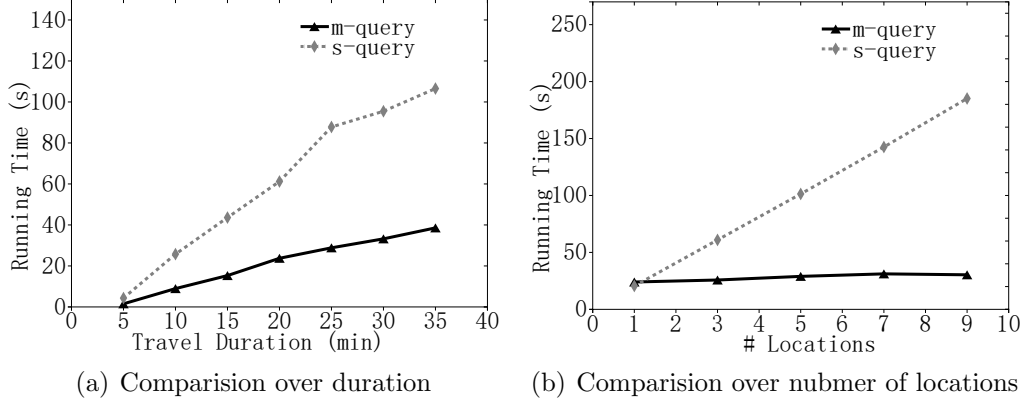 140
120
100
80
60
40
20
0
Running Time (s)
m-query
s-query
0 5 10 15 20 25 30 35 40
Travel Duration (min)
(a) Comparision over duration
250
200
150
100
50
0
Running Time (s)
m-query
s-query
0 1 2 3 4 5 6 7 8 9 10
# Locations
(b) Comparision over nubmer of locations